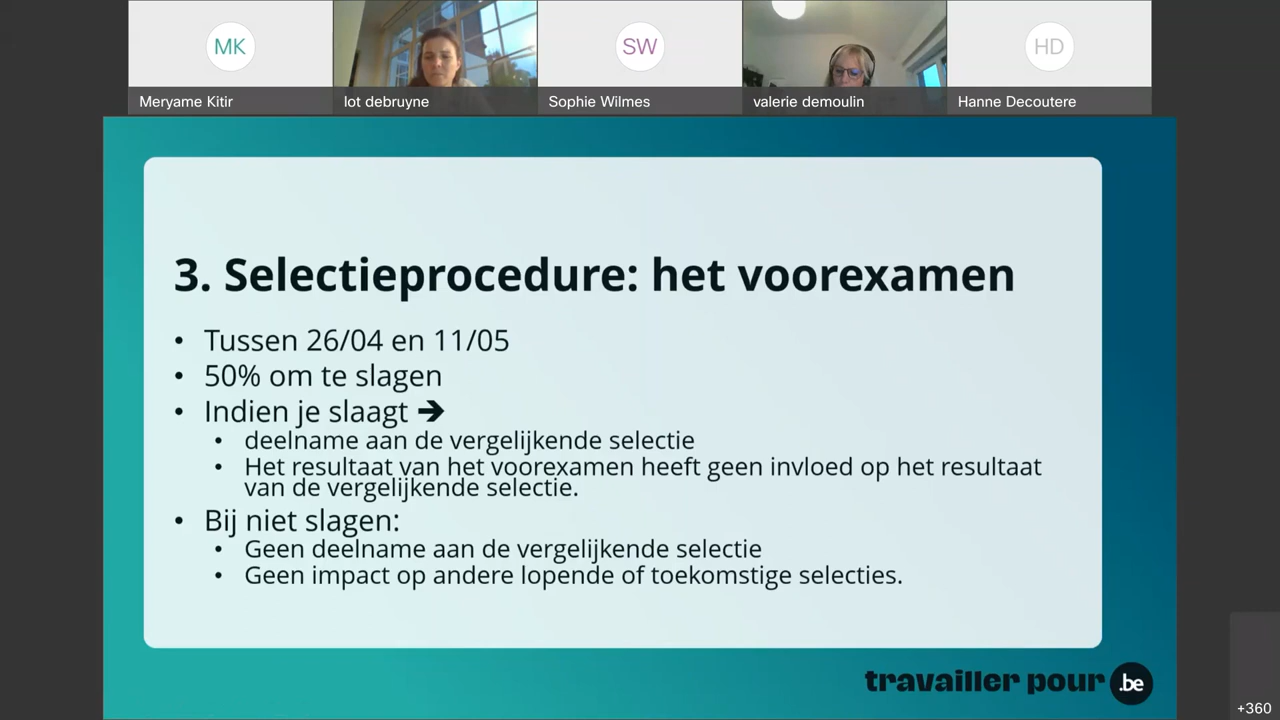 MK
SW
HD
Meryame Kitir
lot debruyne
Sophie Wilmes
valerie demoulin
Hanne Decoutere
3. Selectieprocedure: het voorexamen
• Tussen 26/04 en 11/05
• 50% om te slagen
• Indien je slaagt ➔
• deelname aan de vergelijkende selectie
• Het resultaat van het voorexamen heeft geen invloed op het resultaat
van de vergelijkende selectie.
• Bij niet slagen:
• Geen deelname aan de vergelijkende selectie
• Geen impact op andere lopende of toekomstige selecties.
travailler pour .be
+360